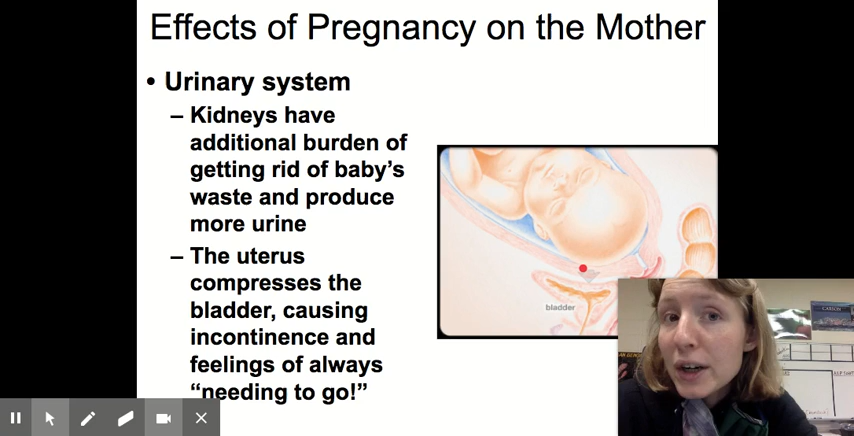 Effects of Pregnancy on the Mother
• Urinary system
– Kidneys have
additional burden of
getting rid of baby’s
waste and produce
more urine
– The uterus
compresses the
bladder, causing
incontinence and
feelings of always
“needing to go!”
bladder
CARSON